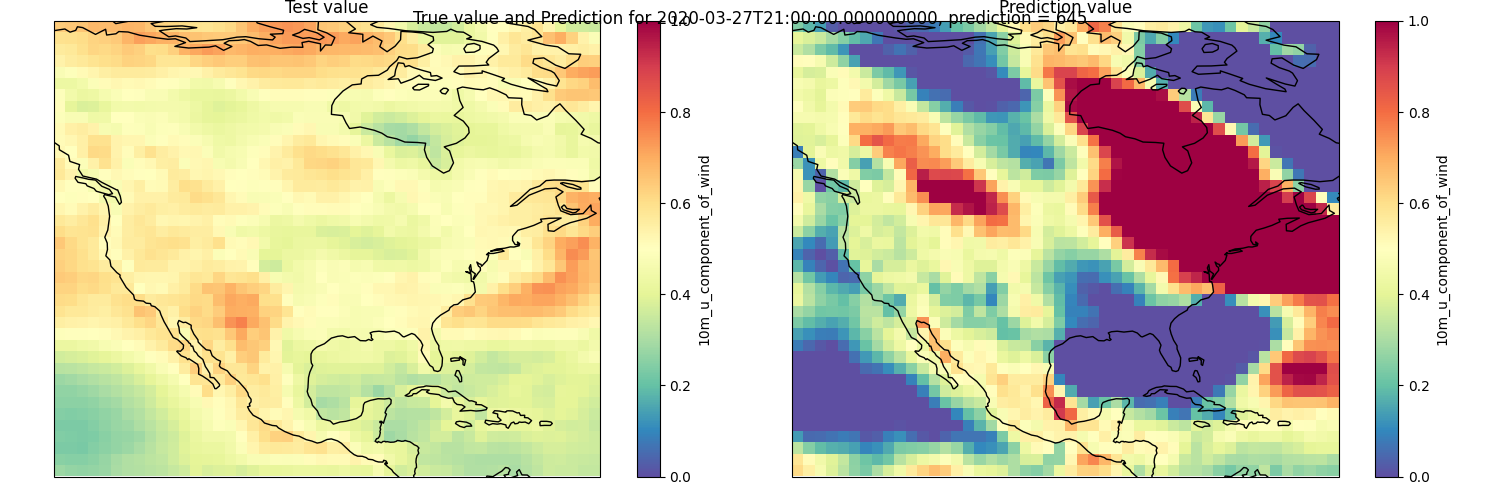 Test value
True value and Prediction for 2020-03-27T21:00:00.000000000 prediction = 645
Prediction value
1.0
0.8
0.6
0.4
0.2
0.0
10m_u_component_of_wind
1.0
0.8
0.6
0.4
0.2
0.0
10m_u_component_of_wind